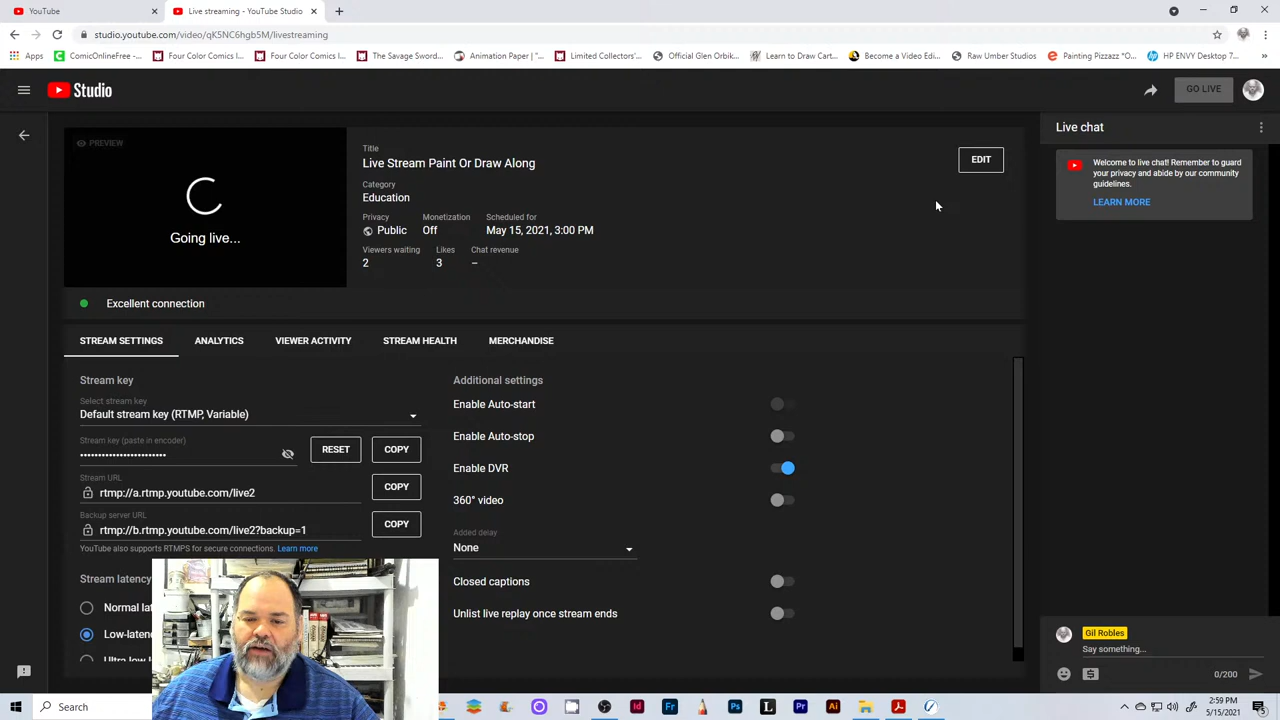 YouTube
Live streaming - YouTube Studio
studio.youtube.com/video/qK5NC6hgb5M/livestreaming
Apps
ComicOnlineFree -
Four Color Comics I...
Four Color Comics I...
The Savage Sword...
Animation Paper "...
Limited Collectors'...
Official Glen Orbik...
Learn to Draw Cart...
Become a Video Edi...
Raw Umber Studios
Painting Pizzazz "O...
HP ENVY Desktop 7...
Studio
GO LIVE
PREVIEW
Going live...
Title
Live Stream Paint Or Draw Along
EDIT
Category
Education
Privacy
Monetization
Scheduled for
Public
Off
May 15, 2021, 3:00 PM
Viewers waiting
Likes
Chat revenue
2
3
–
Excellent connection
STREAM SETTINGS
ANALYTICS
VIEWER ACTIVITY
STREAM HEALTH
MERCHANDISE
Stream key
Select stream key
Default stream key (RTMP, Variable)
Stream key (paste in encoder)
RESET
COPY
Stream URL
rtmp://a.rtmp.youtube.com/live2
COPY
Backup server URL
rtmp://b.rtmp.youtube.com/live2?backup=1
COPY
YouTube also supports RTMPS for secure connections. Learn more
Stream latency
Normal lat
Low-latenc
Additional settings
Enable Auto-start
Enable Auto-stop
Enable DVR
360° video
Added delay
None
Closed captions
Unlist live replay once stream ends
Live chat
Welcome to live chat! Remember to guard
your privacy and abide by our community
guidelines.
LEARN MORE
Gil Robles
Say something...
0/200
Search
2:59 PM
5/15/2021